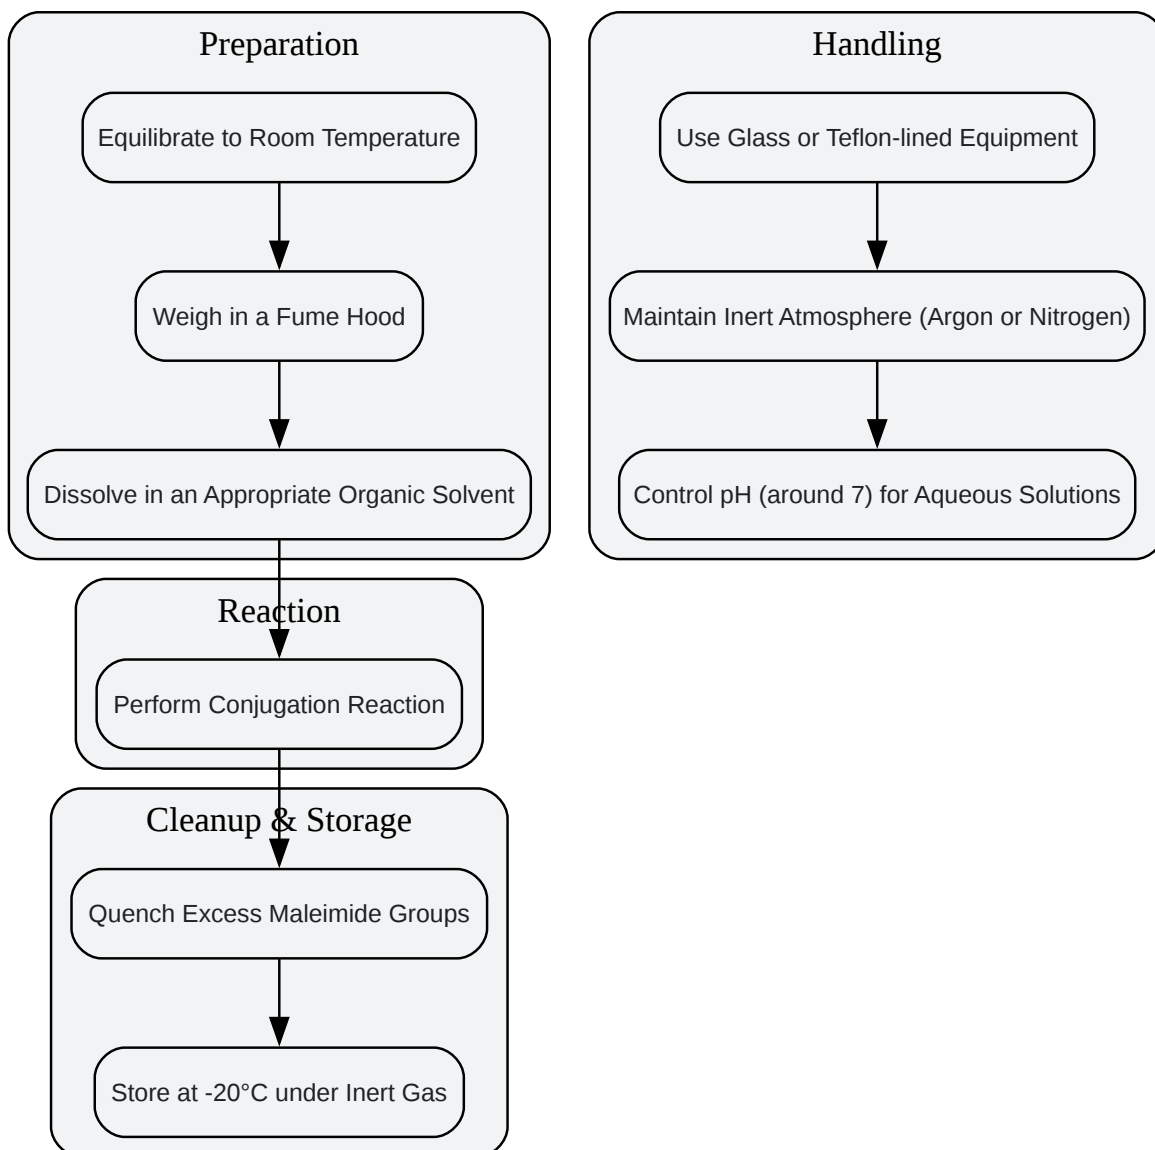 Preparation
Equilibrate to Room Temperature
Weigh in a Fume Hood
Dissolve in an Appropriate Organic Solvent
Reaction
Perform Conjugation Reaction
Cleanup & Storage
Quench Excess Maleimide Groups
Store at -20°C under Inert Gas
Handling
Use Glass or Teflon-lined Equipment
Maintain Inert Atmosphere (Argon or Nitrogen)
Control pH (around 7) for Aqueous Solutions